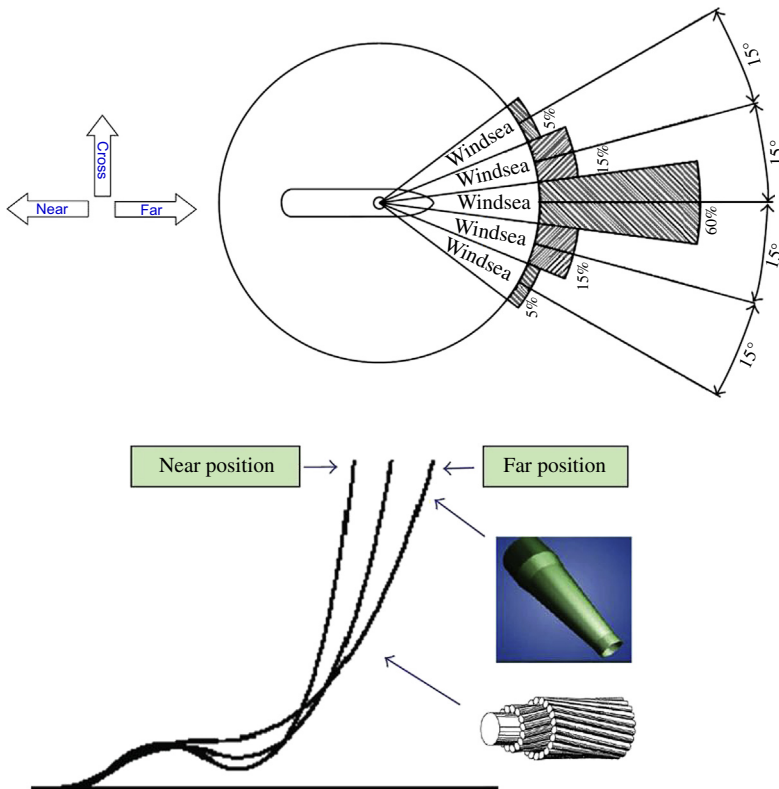 15°
5%
Windsea
15%
15°
Windsea
Cross
Near
Far
Windsea
60%
Windsea
15%
15°
Windsea
5%
15°
Near position
Far position